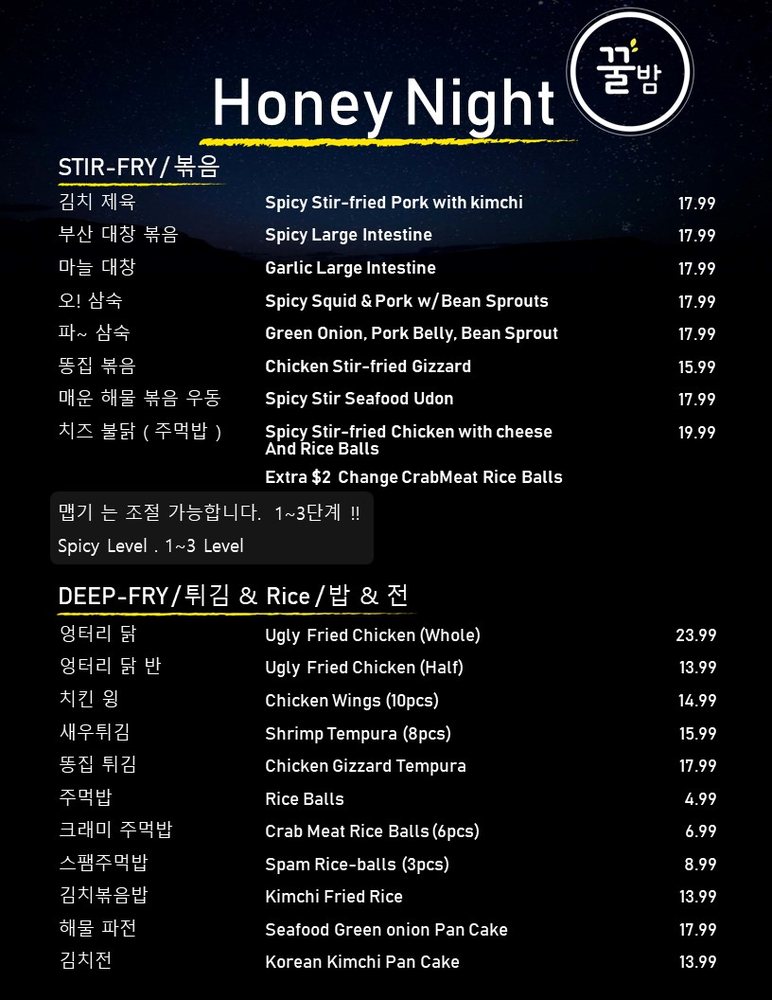 꿀밤
Honey Night
STIR-FRY/볶음
김치 제육 Spicy Stir-fried Pork with kimchi 17.99
부산 대창 볶음 Spicy Large Intestine 17.99
마늘 대창 Garlic Large Intestine 17.99
오! 삼숙 Spicy Squid & Pork w/Bean Sprouts 17.99
파~ 삼숙 Green Onion, Pork Belly, Bean Sprout 17.99
똥집 볶음 Chicken Stir-fried Gizzard 15.99
매운 해물 볶음 우동 Spicy Stir Seafood Udon 17.99
치즈 불닭 ( 주먹밥 ) Spicy Stir-fried Chicken with cheese 19.99
And Rice Balls
Extra $2 Change CrabMeat Rice Balls
맵기 는 조절 가능합니다. 1~3단계 !!
Spicy Level . 1~3 Level
DEEP-FRY/튀김 & Rice/밥 & 전
엉터리 닭 Ugly Fried Chicken (Whole) 23.99
엉터리 닭 반 Ugly Fried Chicken (Half) 13.99
치킨 윙 Chicken Wings (10pcs) 14.99
새우튀김 Shrimp Tempura (8pcs) 15.99
똥집 튀김 Chicken Gizzard Tempura 17.99
주먹밥 Rice Balls 4.99
크래미 주먹밥 Crab Meat Rice Balls (6pcs) 6.99
스팸주먹밥 Spam Rice-balls (3pcs) 8.99
김치볶음밥 Kimchi Fried Rice 13.99
해물 파전 Seafood Green onion Pan Cake 17.99
김치전 Korean Kimchi Pan Cake 13.99